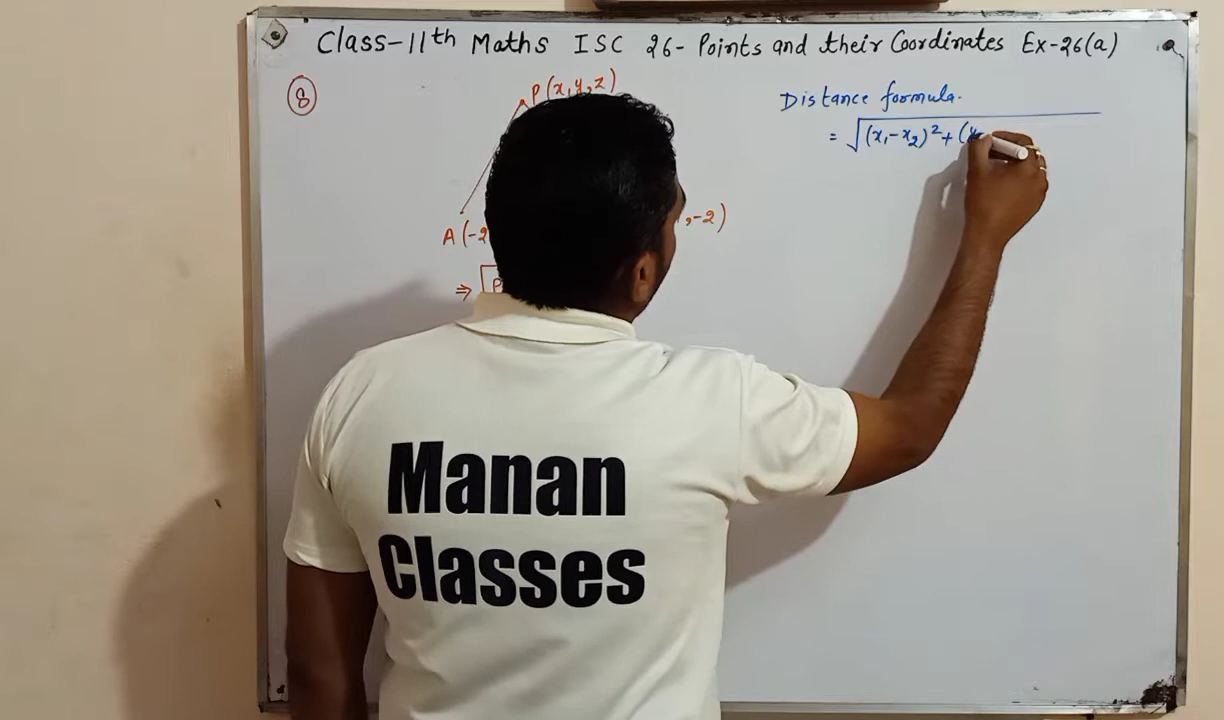 Class-11th Maths ISC 26- Points and their Coordinates Ex-26(a)
8
P(x,y,z)
Distance formula.
= √(x₁-x₂)²+(y
A(-2
,-2)
⇒
Manan
Classes